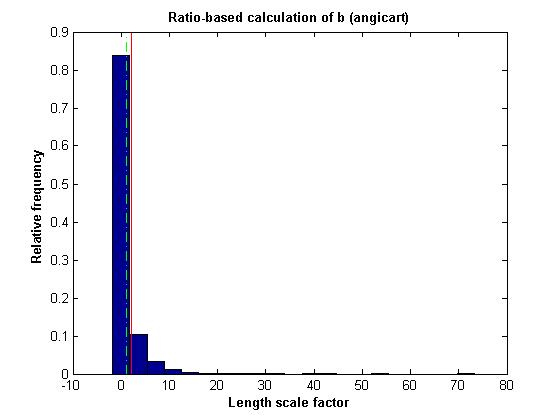 Ratio-based calculation of b (angicart)
0.9
0.8
0.7
0.6
0.5
0.4
0.3
0.2
0.1
0
Relative frequency
-10 0 10 20 30 40 50 60 70 80
Length scale factor